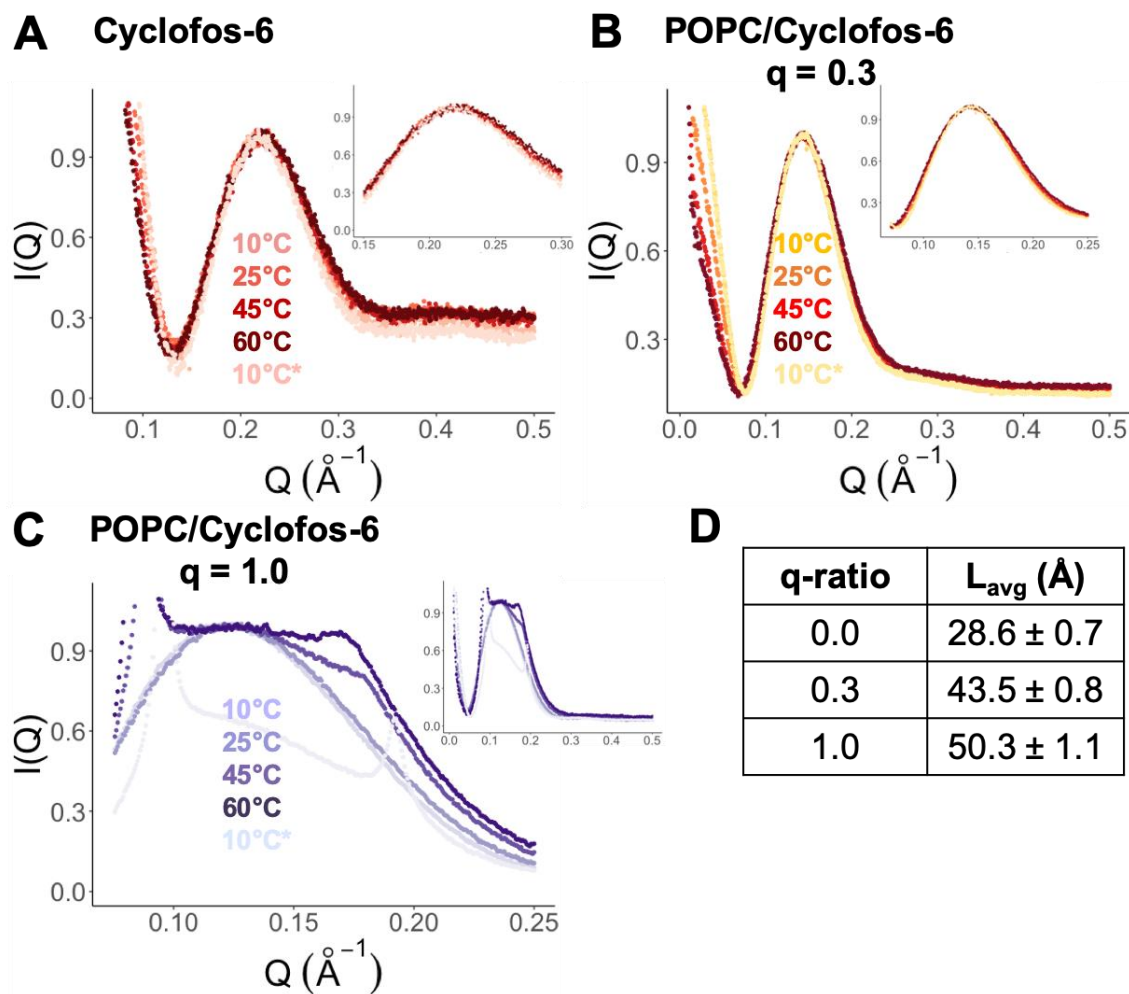 A Cyclofos-6
I(Q)
0.9
0.6
0.3
0.0
0.1 0.2 0.3 0.4 0.5
Q (Å⁻¹)
10°C
25°C
45°C
60°C
10°C*
0.9
0.6
0.3
0.0
0.15 0.20 0.25 0.30
B POPC/Cyclofos-6
q = 0.3
I(Q)
0.9
0.6
0.3
0.0 0.1 0.2 0.3 0.4 0.5
Q (Å⁻¹)
10°C
25°C
45°C
60°C
10°C*
0.9
0.6
0.3
0.10 0.15 0.20 0.25
C POPC/Cyclofos-6
q = 1.0
I(Q)
0.9
0.6
0.3
0.0
0.10 0.15 0.20 0.25
Q (Å⁻¹)
10°C
25°C
45°C
60°C
10°C*
0.9
0.6
0.3
0.0
0.0 0.1 0.2 0.3 0.4 0.5
D
q-ratio Lavg (Å)
0.0 28.6 ± 0.7
0.3 43.5 ± 0.8
1.0 50.3 ± 1.1